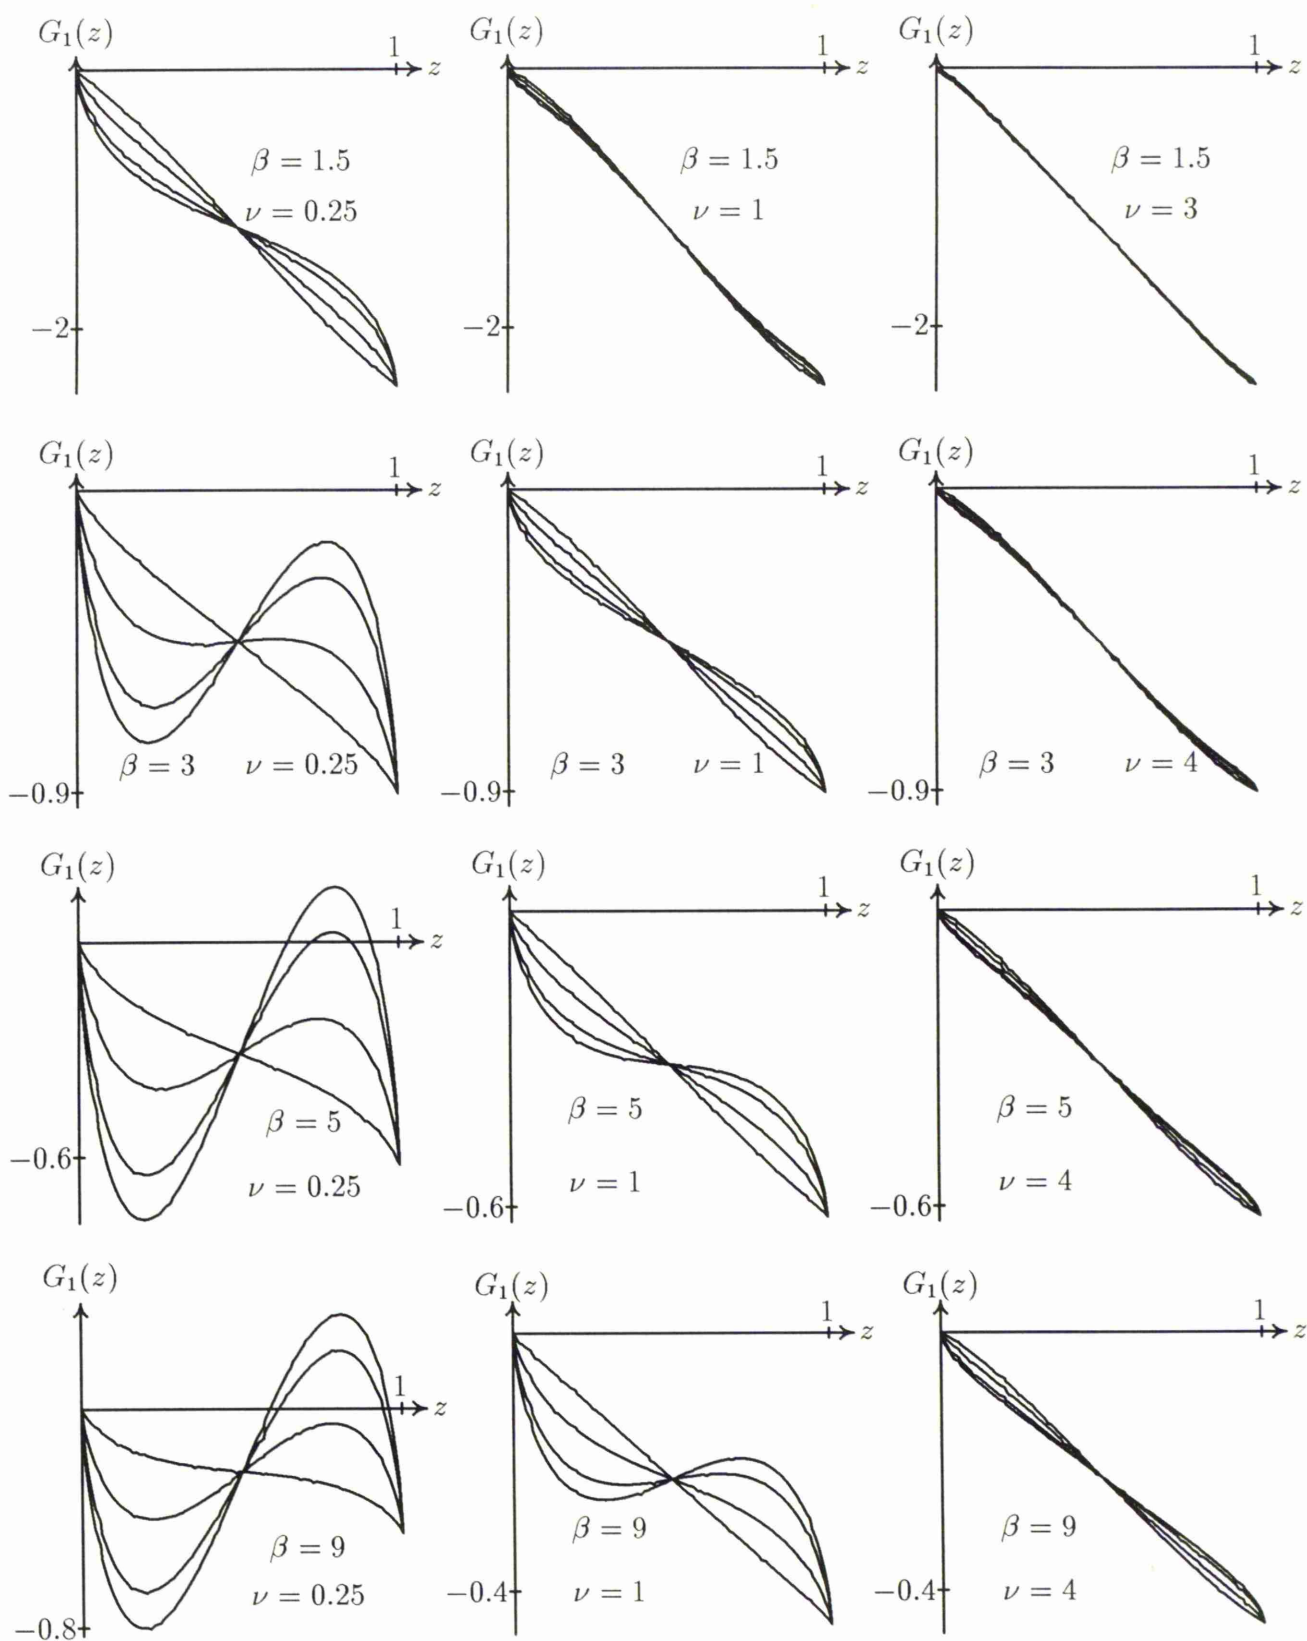 G₁(z) G₁(z) G₁(z)
1 z 1 z 1 z
β = 1.5 β = 1.5 β = 1.5
ν = 0.25 ν = 1 ν = 3
−2 −2 −2
G₁(z) G₁(z) G₁(z)
1 z 1 z 1 z
β = 3 ν = 0.25 β = 3 ν = 1 β = 3 ν = 4
−0.9 −0.9 −0.9
G₁(z) G₁(z) G₁(z)
1 z 1 z 1 z
β = 5 β = 5 β = 5
ν = 0.25 ν = 1 ν = 4
−0.6 −0.6 −0.6
G₁(z) G₁(z) G₁(z)
1 z 1 z 1 z
β = 9 β = 9 β = 9
ν = 0.25 ν = 1 ν = 4
−0.8 −0.4 −0.4